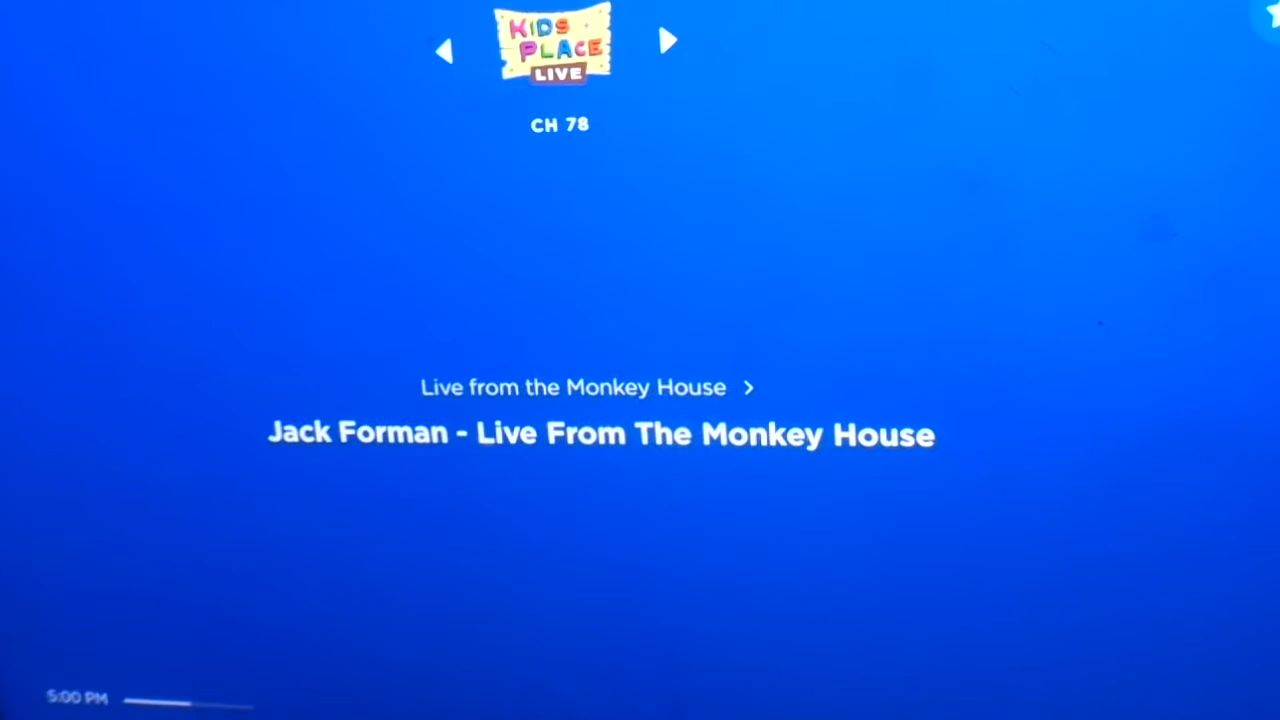 KIDS
PLACE
LIVE
CH 78
Live from the Monkey House
Jack Forman - Live From The Monkey House
5:00 PM